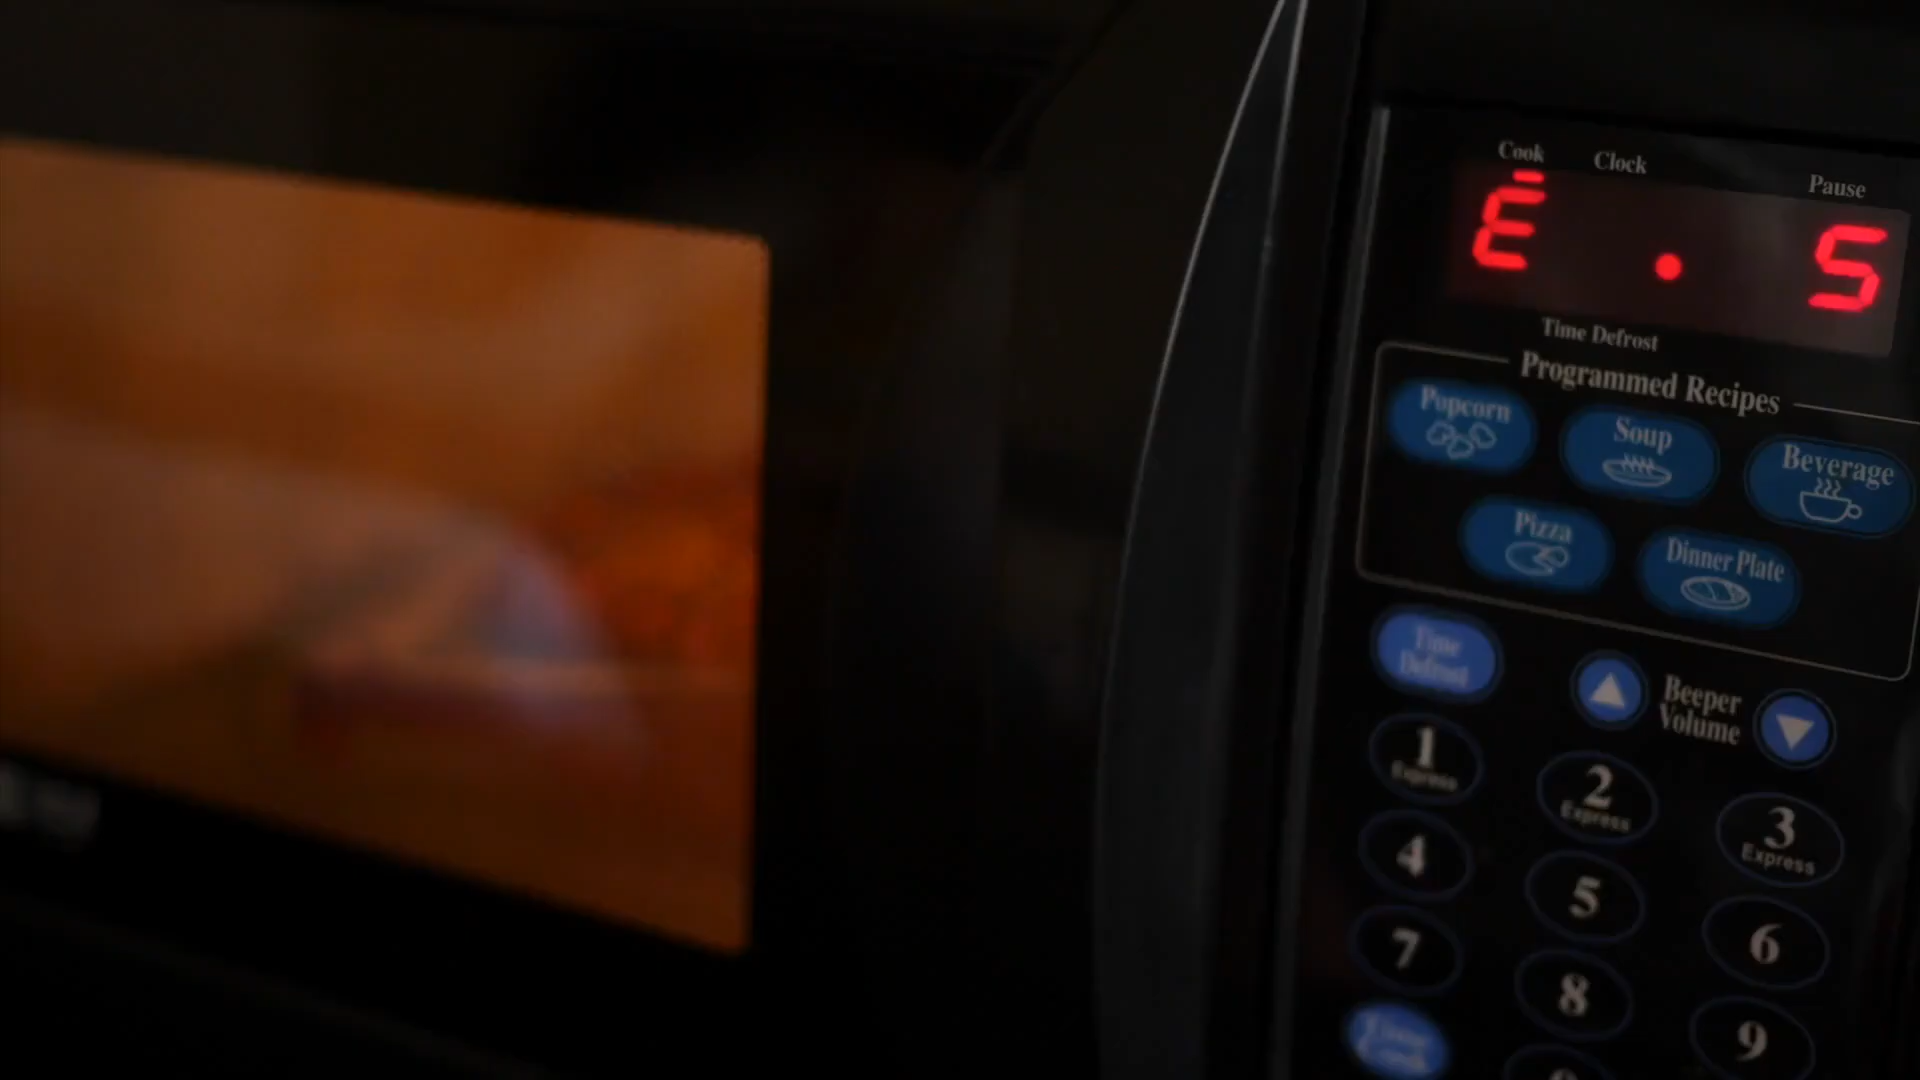 Cook Clock Pause
E . 5
Time Defrost
Programmed Recipes
Popcorn Soup Beverage
Pizza Dinner Plate
Time Defrost
Beeper Volume
1 Express 2 Express 3 Express
4 5 6
7 8 9